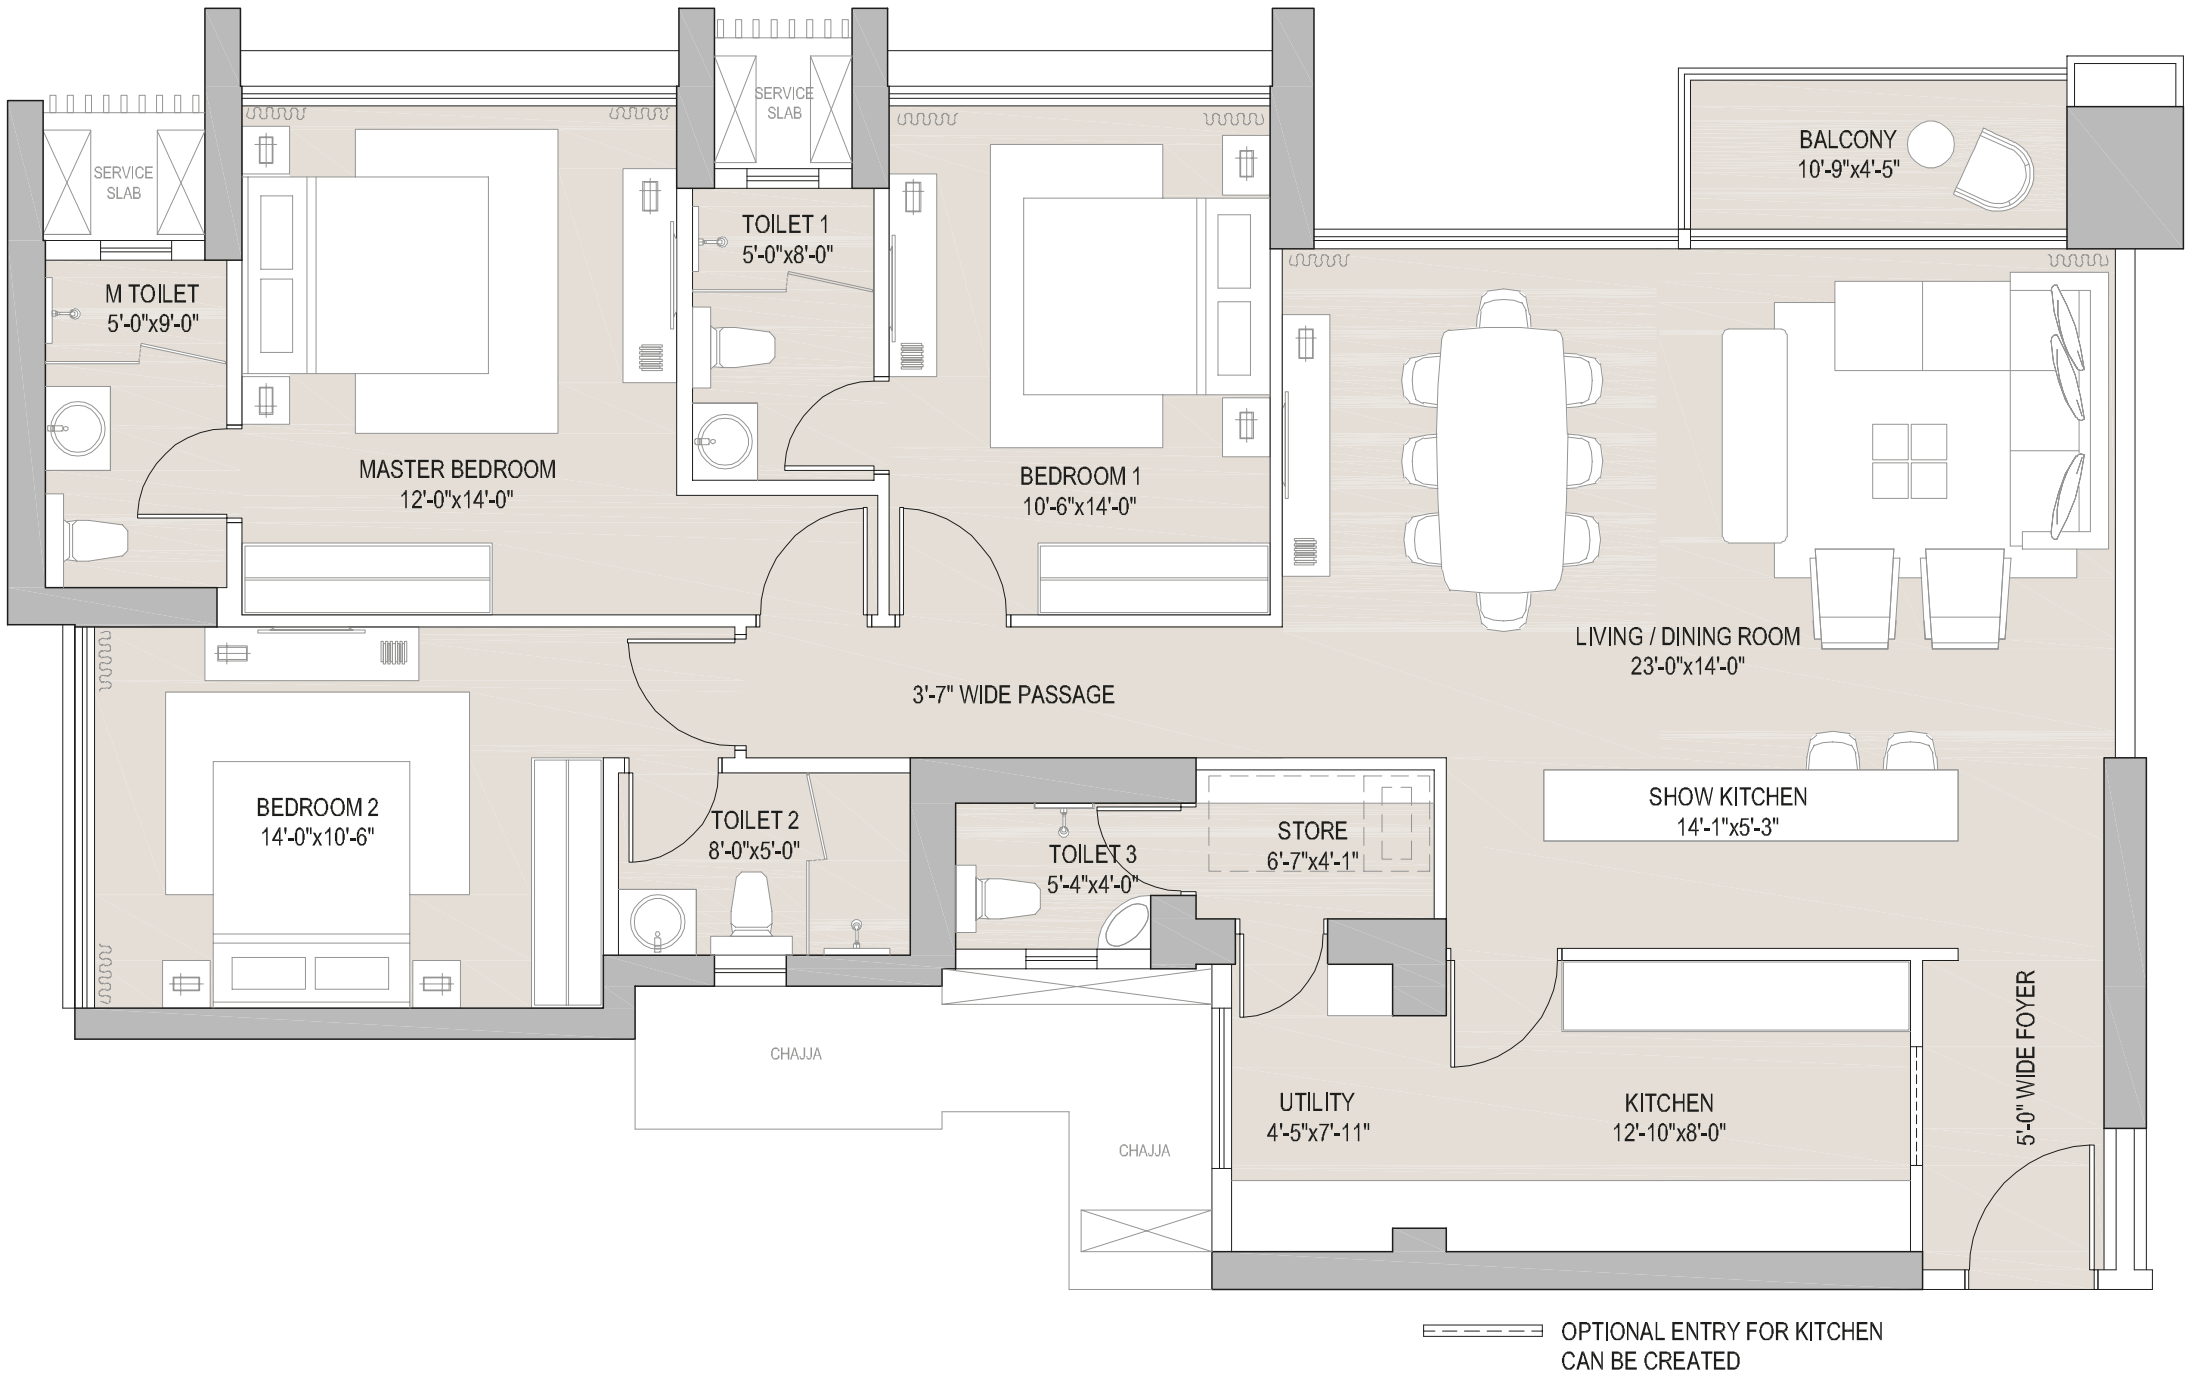 SERVICE
SLAB
SERVICE
SLAB
BALCONY
10'-9"x4'-5"
TOILET 1
5'-0"x8'-0"
M TOILET
5'-0"x9'-0"
MASTER BEDROOM
12'-0"x14'-0"
BEDROOM 1
10'-6"x14'-0"
LIVING / DINING ROOM
23'-0"x14'-0"
3'-7" WIDE PASSAGE
BEDROOM 2
14'-0"x10'-6"
TOILET 2
8'-0"x5'-0"
TOILET 3
5'-4"x4'-0"
STORE
6'-7"x4'-1"
SHOW KITCHEN
14'-1"x5'-3"
5'-0" WIDE FOYER
CHAJJA
CHAJJA
UTILITY
4'-5"x7'-11"
KITCHEN
12'-10"x8'-0"
OPTIONAL ENTRY FOR KITCHEN
CAN BE CREATED